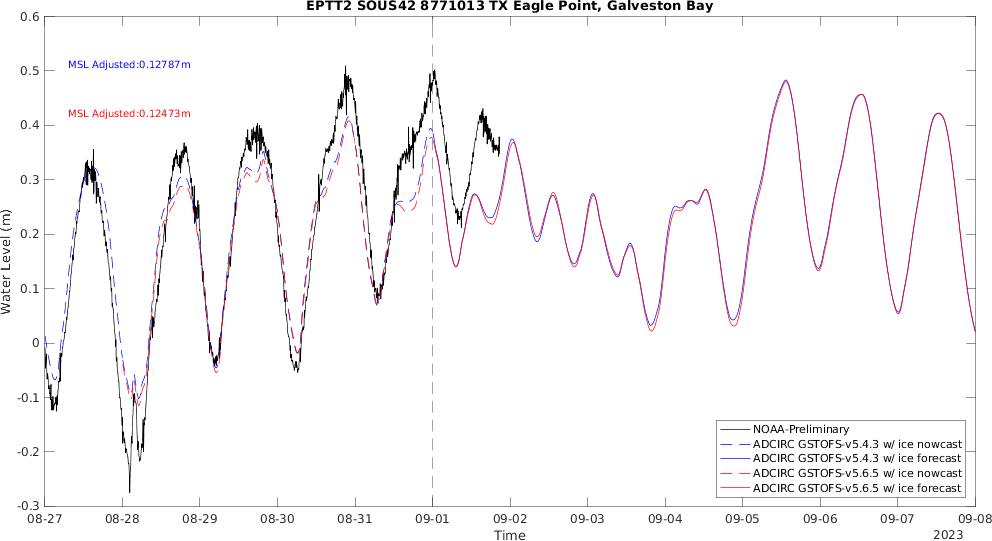 EPTT2 SOUS42 8771013 TX Eagle Point, Galveston Bay
0.6
0.5
0.4
0.3
0.2
0.1
0
-0.1
-0.2
-0.3
Water Level (m)
MSL Adjusted:0.12787m
MSL Adjusted:0.12473m
NOAA-Preliminary
ADCIRC GSTOFS-v5.4.3 w/ ice nowcast
ADCIRC GSTOFS-v5.4.3 w/ ice forecast
ADCIRC GSTOFS-v5.6.5 w/ ice nowcast
ADCIRC GSTOFS-v5.6.5 w/ ice forecast
08-27 08-28 08-29 08-30 08-31 09-01 09-02 09-03 09-04 09-05 09-06 09-07 09-08
Time
2023